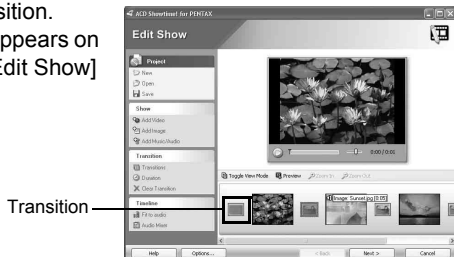 sition.
ppears on
Edit Show]
Transition
ACD Showtime! for PENTAX
Edit Show
Project
New
Open
Save
Show
Add Video
Add Image
Add Music/Audio
Transition
Transitions
Duration
Clear Transition
Timeline
Fit to audio
Audio Mixer
0:00 / 0:01
Toggle View Mode Preview Zoom In Zoom Out
Image: Sunset.jpg [0:05]
Help Options... < Back Next > Cancel